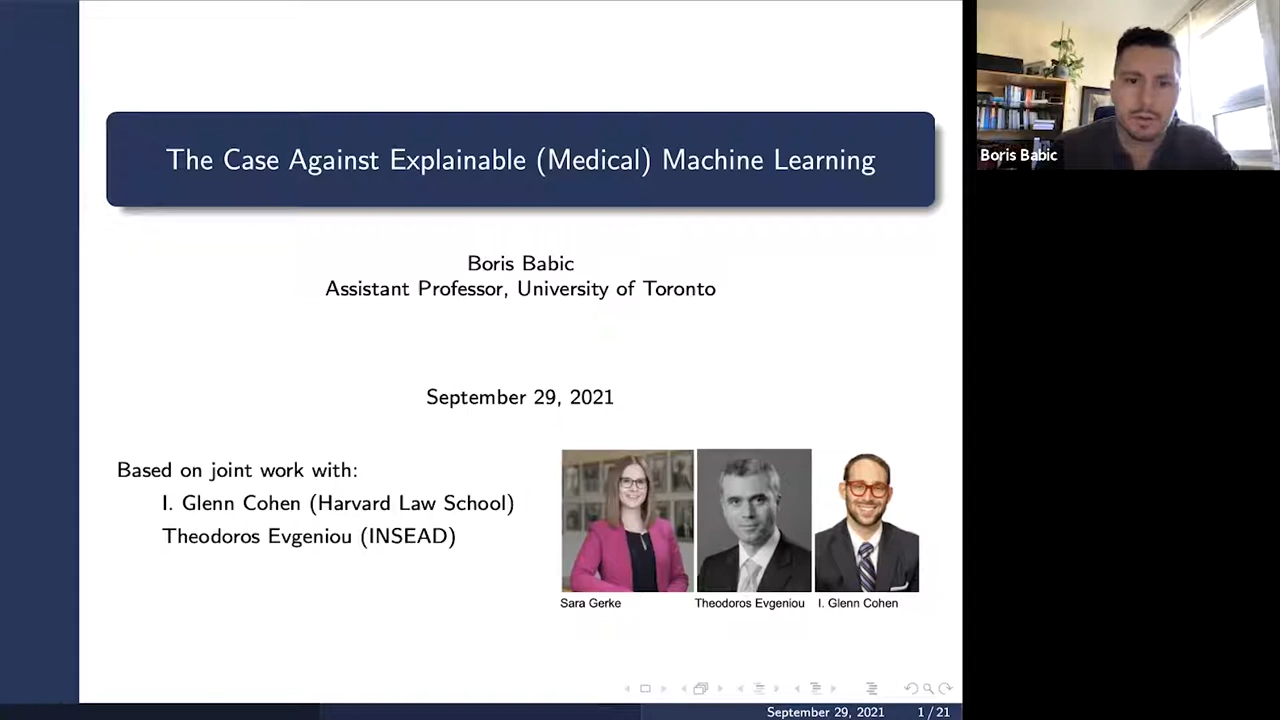 The Case Against Explainable (Medical) Machine Learning
Boris Babic
Assistant Professor, University of Toronto
September 29, 2021
Based on joint work with:
I. Glenn Cohen (Harvard Law School)
Theodoros Evgeniou (INSEAD)
Sara Gerke
Theodoros Evgeniou
I. Glenn Cohen
September 29, 2021
1 / 21
Boris Babic